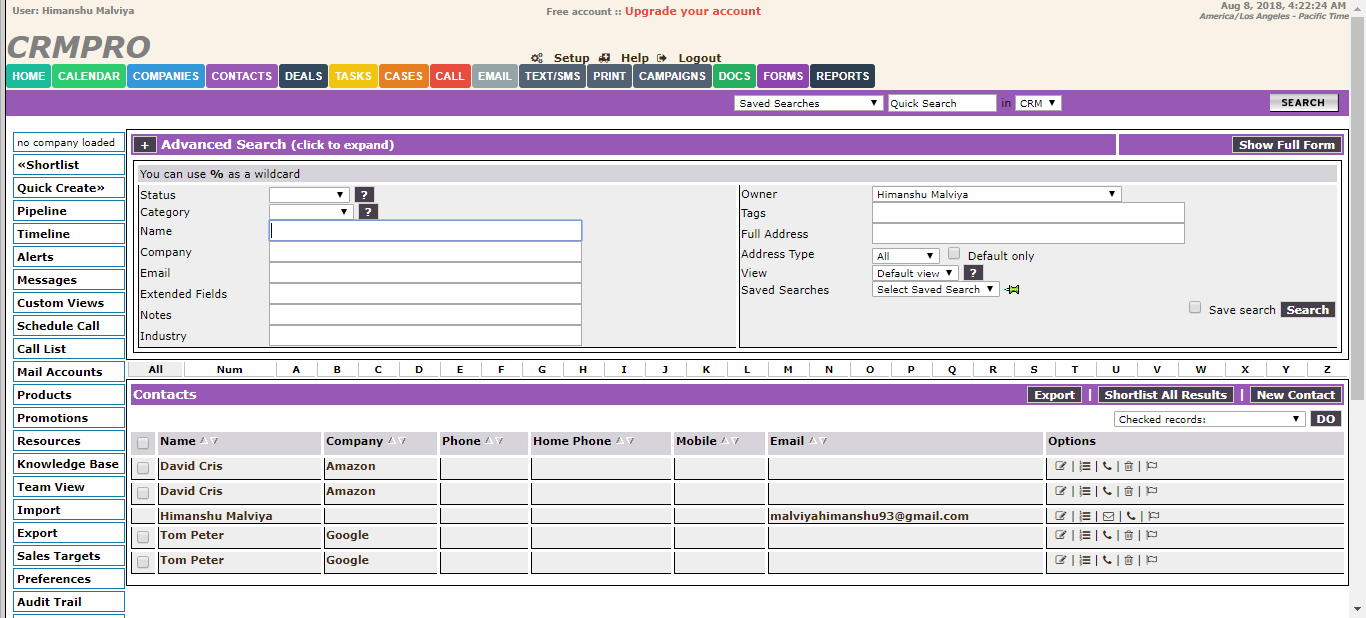 User: Himanshu Malviya
Free account :: Upgrade your account
Aug 8, 2018, 4:22:24 AM
America/Los Angeles - Pacific Time
CRMPRO
Setup Help Logout
HOME CALENDAR COMPANIES CONTACTS DEALS TASKS CASES CALL EMAIL TEXT/SMS PRINT CAMPAIGNS DOCS FORMS REPORTS
Saved Searches Quick Search in CRM SEARCH
no company loaded
«Shortlist
Quick Create»
Pipeline
Timeline
Alerts
Messages
Custom Views
Schedule Call
Call List
Mail Accounts
Products
Promotions
Resources
Knowledge Base
Team View
Import
Export
Sales Targets
Preferences
Audit Trail
+ Advanced Search (click to expand) Show Full Form
You can use % as a wildcard
Status ?
Category ?
Name
Company
Email
Extended Fields
Notes
Industry
Owner Himanshu Malviya
Tags
Full Address
Address Type All Default only
View Default view ?
Saved Searches Select Saved Search
Save search Search
All Num A B C D E F G H I J K L M N O P Q R S T U V W X Y Z
Contacts Export | Shortlist All Results | New Contact
Checked records: DO
Name Company Phone Home Phone Mobile Email Options
David Cris Amazon
David Cris Amazon
Himanshu Malviya malviyahimanshu93@gmail.com
Tom Peter Google
Tom Peter Google